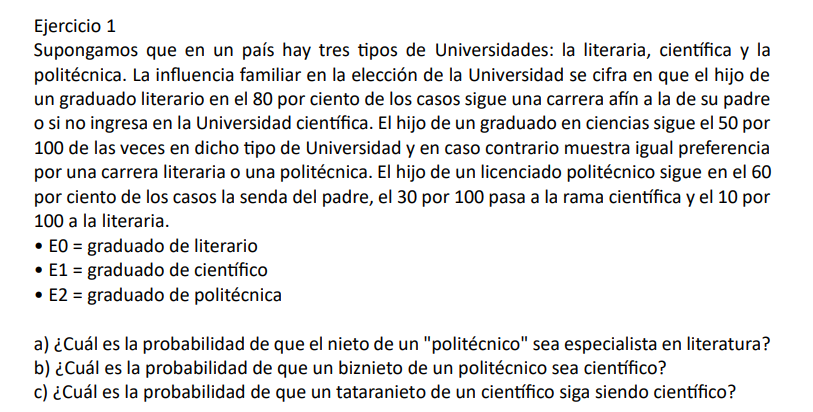 Ejercicio 1
Supongamos que en un país hay tres tipos de Universidades: la literaria, científica y la
politécnica. La influencia familiar en la elección de la Universidad se cifra en que el hijo de
un graduado literario en el 80 por ciento de los casos sigue una carrera afín a la de su padre
o si no ingresa en la Universidad científica. El hijo de un graduado en ciencias sigue el 50 por
100 de las veces en dicho tipo de Universidad y en caso contrario muestra igual preferencia
por una carrera literaria o una politécnica. El hijo de un licenciado politécnico sigue en el 60
por ciento de los casos la senda del padre, el 30 por 100 pasa a la rama científica y el 10 por
100 a la literaria.
• E0 = graduado de literario
• E1 = graduado de científico
• E2 = graduado de politécnica
a) ¿Cuál es la probabilidad de que el nieto de un "politécnico" sea especialista en literatura?
b) ¿Cuál es la probabilidad de que un biznieto de un politécnico sea científico?
c) ¿Cuál es la probabilidad de que un tataranieto de un científico siga siendo científico?